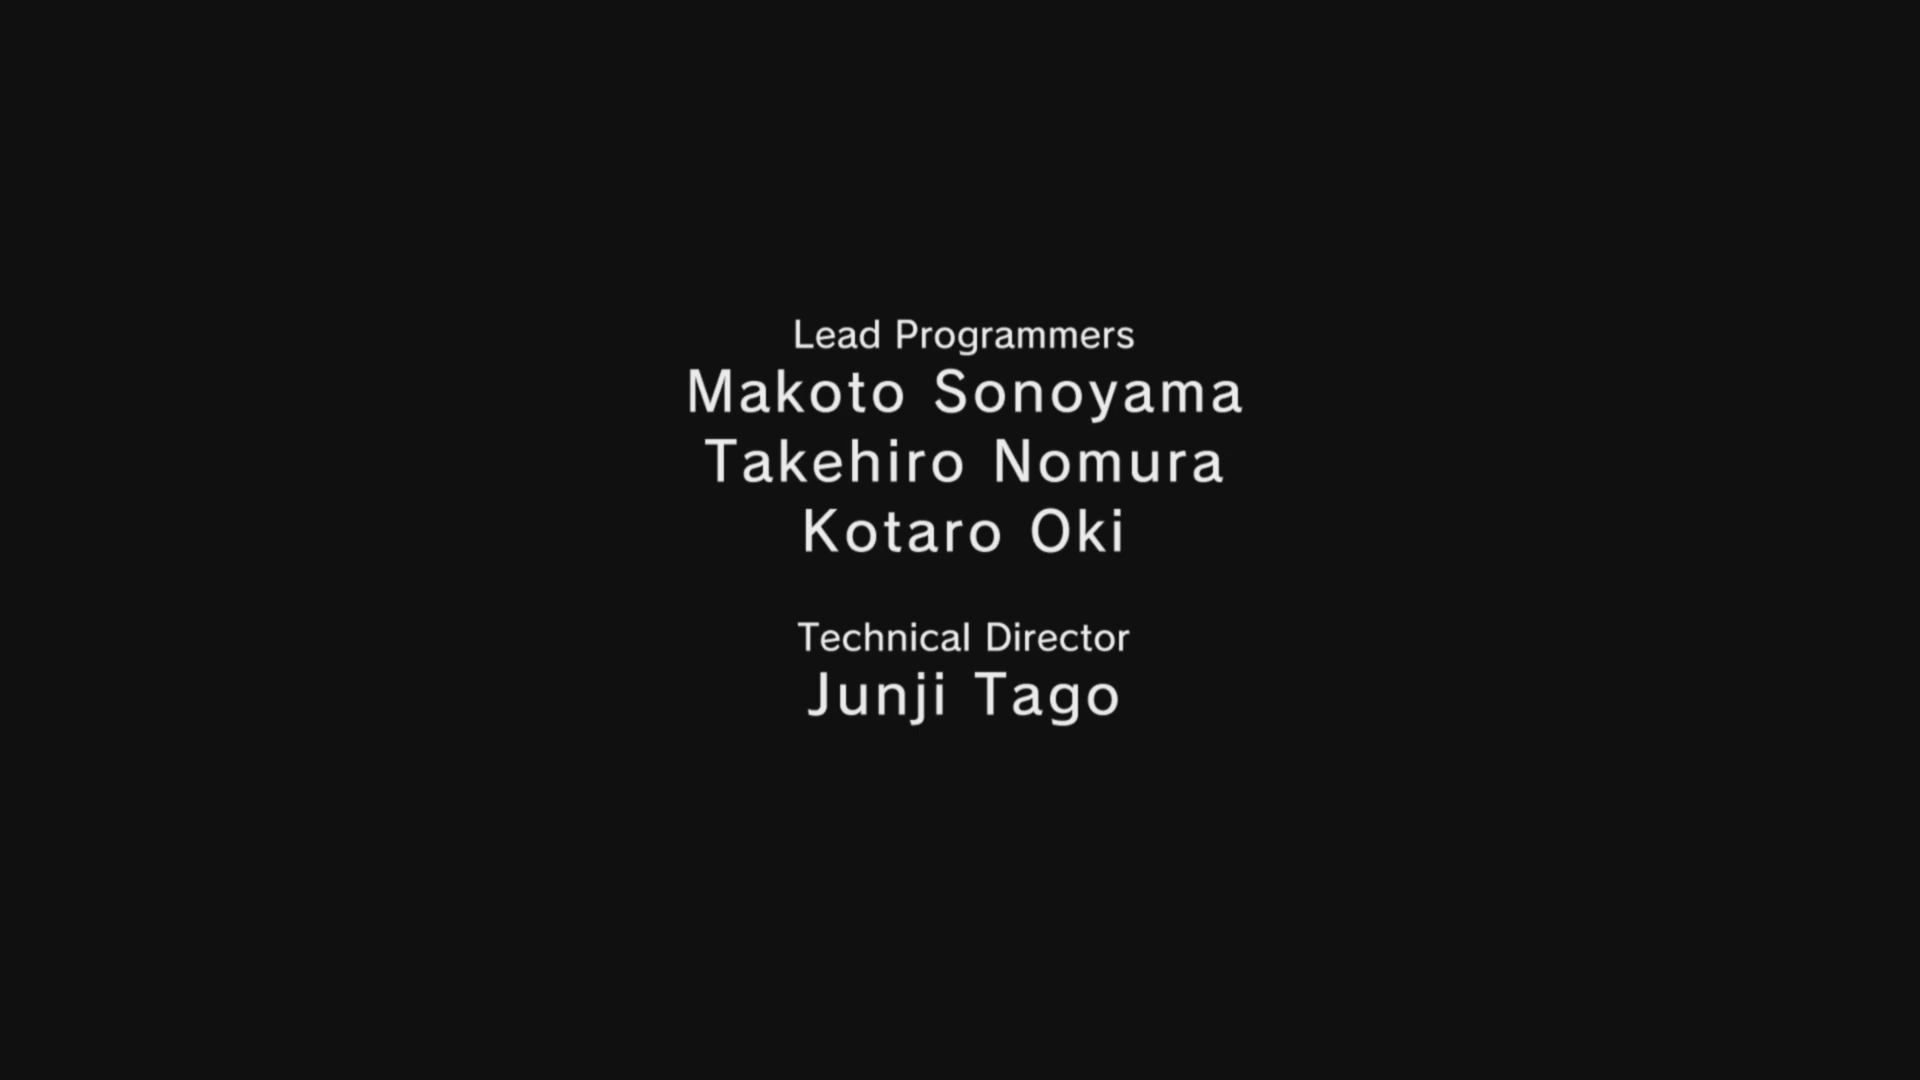 Lead Programmers
Makoto Sonoyama
Takehiro Nomura
Kotaro Oki
Technical Director
Junji Tago